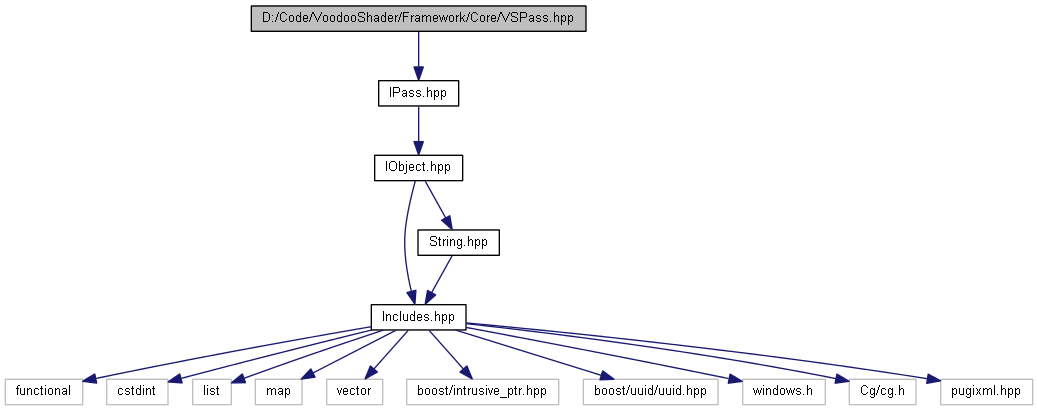 D:/Code/VoodooShader/Framework/Core/VSPass.hpp
IPass.hpp
IObject.hpp
String.hpp
Includes.hpp
functional
cstdint
list
map
vector
boost/intrusive_ptr.hpp
boost/uuid/uuid.hpp
windows.h
Cg/cg.h
pugixml.hpp